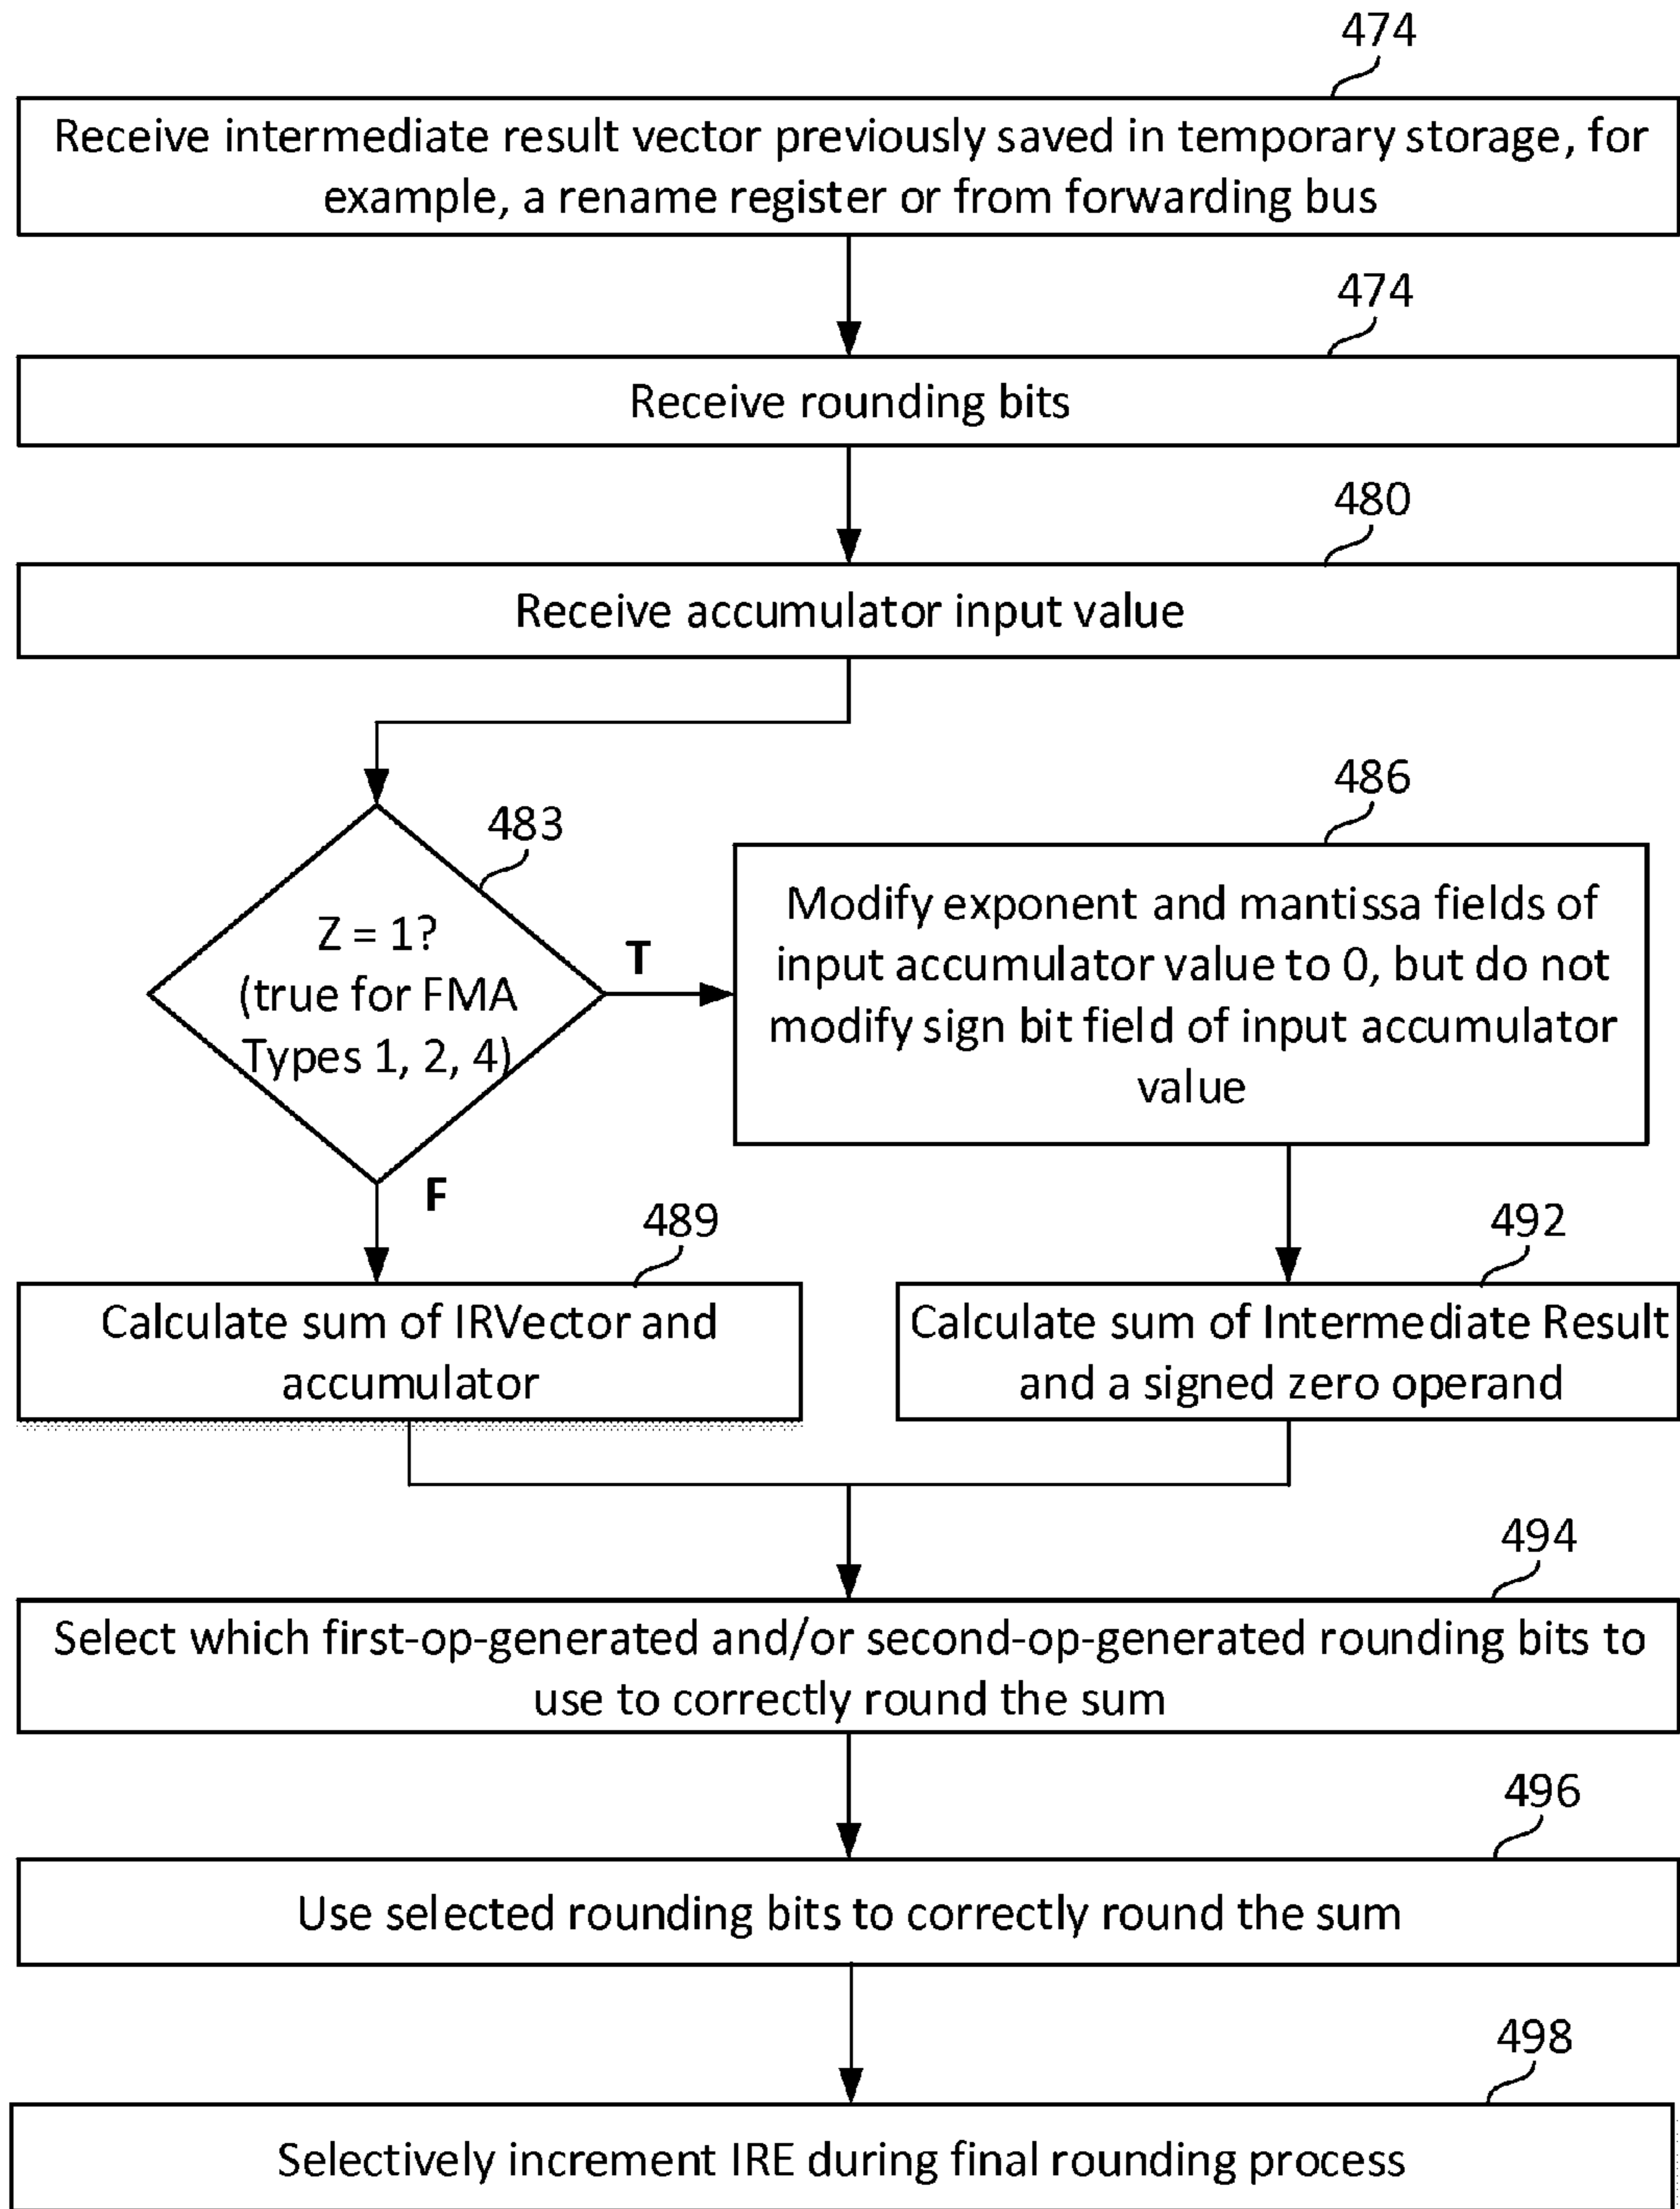 474
Receive intermediate result vector previously saved in temporary storage, for
example, a rename register or from forwarding bus
474
Receive rounding bits
480
Receive accumulator input value
483
Z = 1?
(true for FMA
Types 1, 2, 4)
T
F
486
Modify exponent and mantissa fields of
input accumulator value to 0, but do not
modify sign bit field of input accumulator
value
489
Calculate sum of IRVector and
accumulator
492
Calculate sum of Intermediate Result
and a signed zero operand
494
Select which first-op-generated and/or second-op-generated rounding bits to
use to correctly round the sum
496
Use selected rounding bits to correctly round the sum
498
Selectively increment IRE during final rounding process